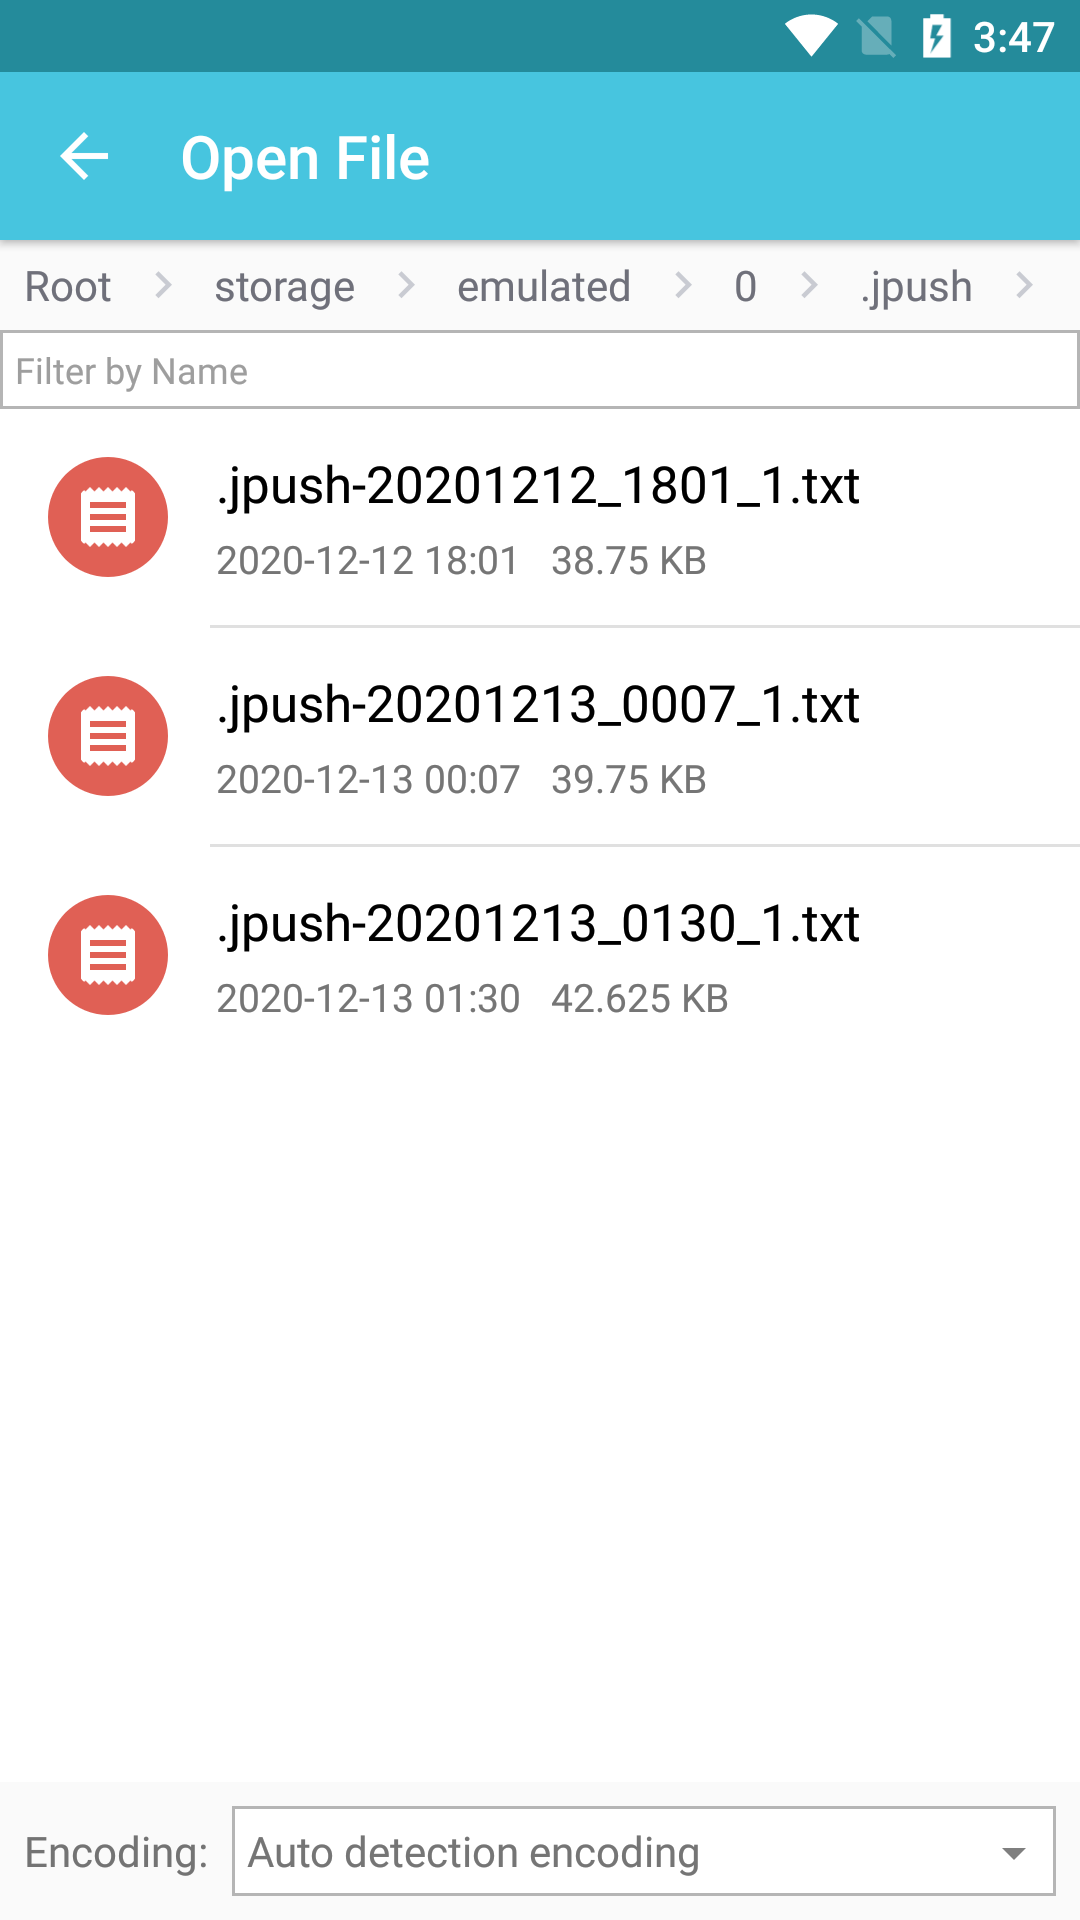 3:47
Open File
Root storage emulated 0 .jpush
Filter by Name
.jpush-20201212_1801_1.txt
2020-12-12 18:01 38.75 KB
.jpush-20201213_0007_1.txt
2020-12-13 00:07 39.75 KB
.jpush-20201213_0130_1.txt
2020-12-13 01:30 42.625 KB
Encoding: Auto detection encoding